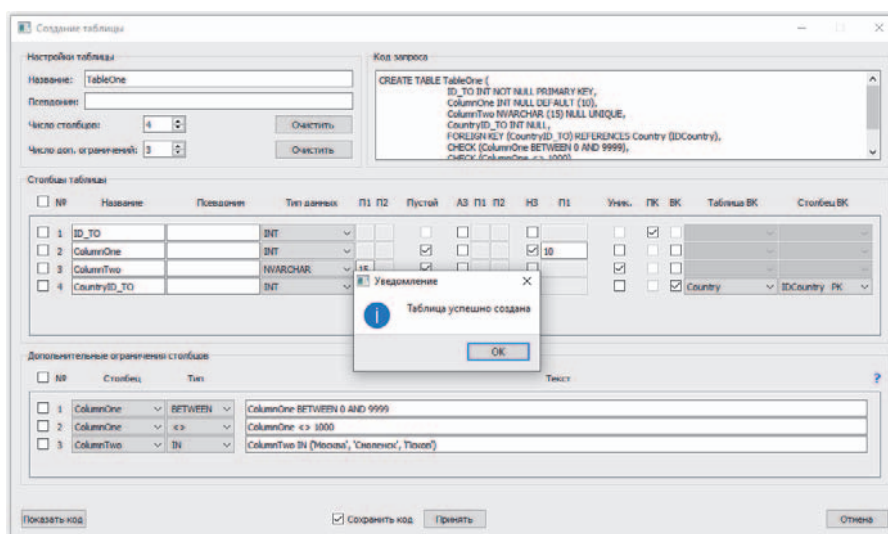 Создание таблицы
Настройки таблицы
Название: TableOne
Псевдоним:
Число столбцов: 4 Очистить
Число доп. ограничений: 3 Очистить
Код запроса
CREATE TABLE TableOne (
ID_TO INT NOT NULL PRIMARY KEY,
ColumnOne INT NULL DEFAULT (10),
ColumnTwo NVARCHAR (15) NULL UNIQUE,
CountryID_TO INT NULL,
FOREIGN KEY (CountryID_TO) REFERENCES Country (IDCountry),
CHECK (ColumnOne BETWEEN 0 AND 9999),
CHECK (ColumnOne <> 1000)
Столбцы таблицы
№ Название Псевдоним Тип данных П1 П2 Пустой АЗ П1 П2 НЗ П1 Уник. ПК ВК Таблица ВК Столбец ВК
1 ID_TO INT
2 ColumnOne INT 10
3 ColumnTwo NVARCHAR 15
4 CountryID_TO INT Country IDCountry PK
Уведомление
Таблица успешно создана
OK
Дополнительные ограничения столбцов
№ Столбец Тип Текст ?
1 ColumnOne BETWEEN ColumnOne BETWEEN 0 AND 9999
2 ColumnOne <> ColumnOne <> 1000
3 ColumnTwo IN ColumnTwo IN ('Москва', 'Смоленск', 'Псков')
Показать код Сохранить код Принять Отмена